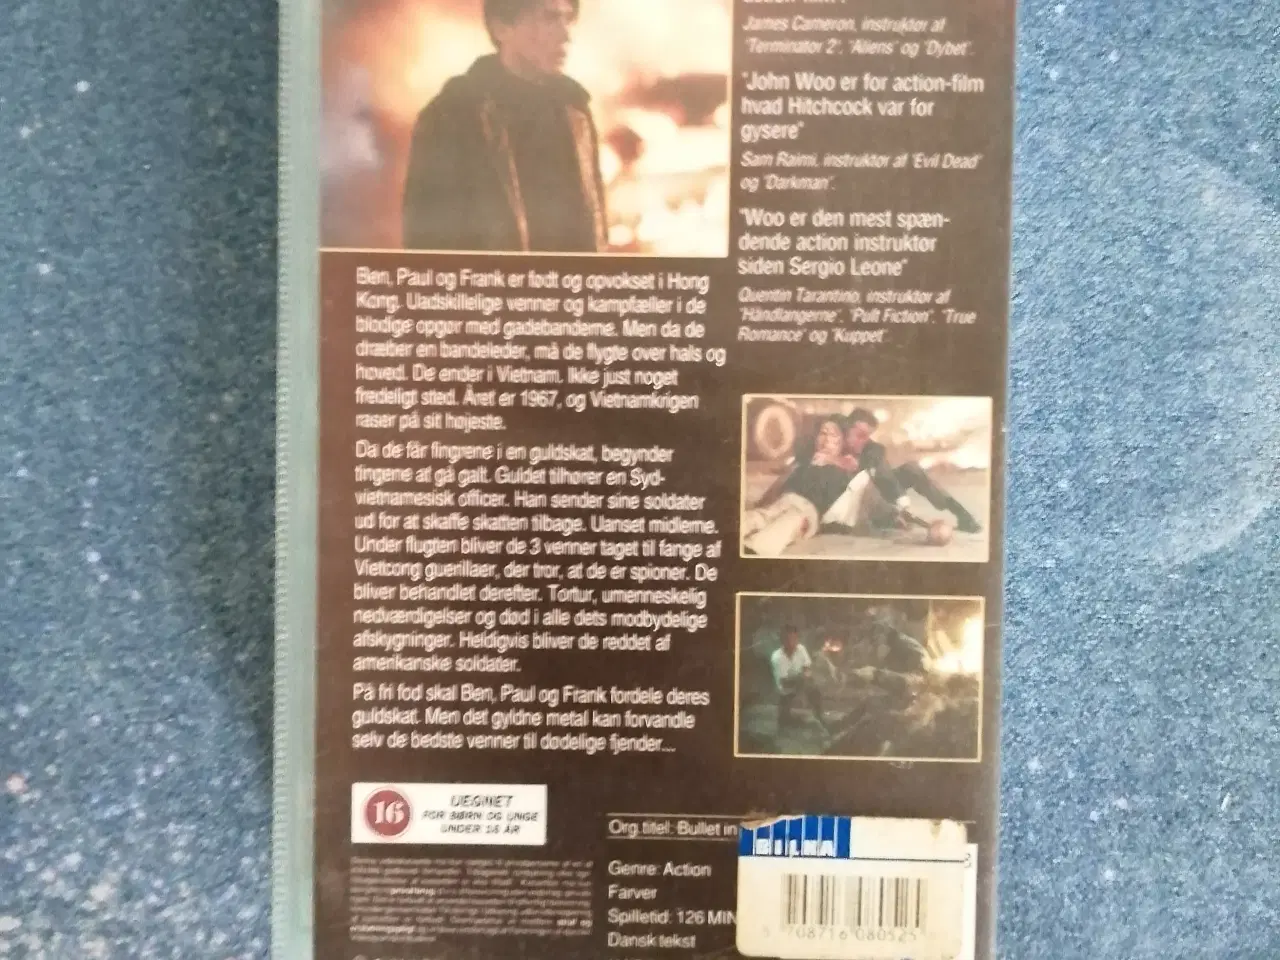 James Cameron, instruktør af
"Terminator 2", "Aliens" og "Dybet".
"John Woo er for action-film
hvad Hitchcock var for
gysere"
Sam Raimi, instruktør af "Evil Dead"
og "Darkman".
"Woo er den mest spæn-
dende action instruktør
siden Sergio Leone"
Quentin Tarantino, instruktør af
"Håndlangerne", "Pulp Fiction", "True
Romance" og "Kuppet".
Ben, Paul og Frank er født og opvokset i Hong
Kong. Uadskillelige venner og kampfæller i de
blodige opgør med gadebanderne. Men da de
dræber en bandeleder, må de flygte over hals og
hoved. De ender i Vietnam. Ikke just noget
fredeligt sted. Året er 1967, og Vietnamkrigen
raser på sit højeste.
Da de får fingrene i en guldskat, begynder
tingene at gå galt. Guldet tilhører en Syd-
vietnamesisk officer. Han sender sine soldater
ud for at skaffe skatten tilbage. Uanset midlerne.
Under flugten bliver de 3 venner taget til fange af
Vietcong guerillaer, der tror, at de er spioner. De
bliver behandlet derefter. Tortur, umenneskelig
nedværdigelser og død i alle dets modbydelige
afskygninger. Heldigvis bliver de reddet af
amerikanske soldater.
På fri fod skal Ben, Paul og Frank fordele deres
guldskat. Men det gyldne metal kan forvandle
selv de bedste venner til dødelige fjender...
16
UEGNET
FOR BØRN OG UNGE
UNDER 16 ÅR
Org.titel: Bullet in
Genre: Action
Farver
Spilletid: 126 MIN
Dansk tekst
BILKA
5 708716 080525